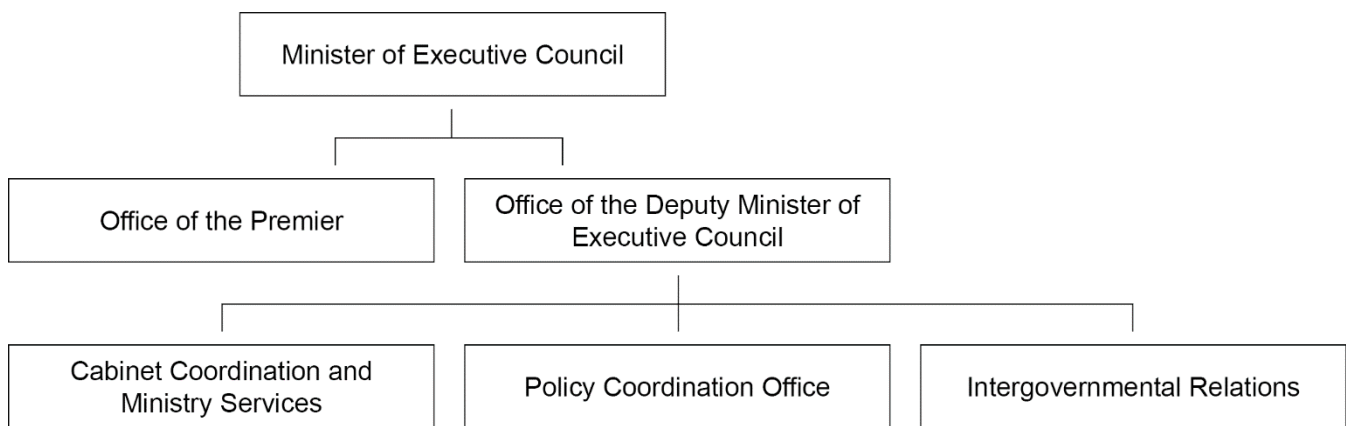 Minister of Executive Council
Office of the Premier
Office of the Deputy Minister of
Executive Council
Cabinet Coordination and
Ministry Services
Policy Coordination Office
Intergovernmental Relations